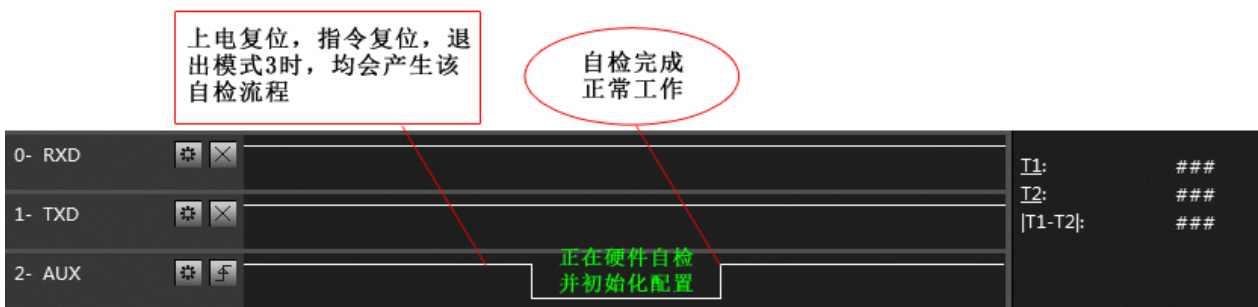 上电复位，指令复位，退
出模式3时，均会产生该
自检流程
自检完成
正常工作
0- RXD
T1: ###
T2: ###
1- TXD
|T1-T2|: ###
正在硬件自检
2- AUX
并初始化配置